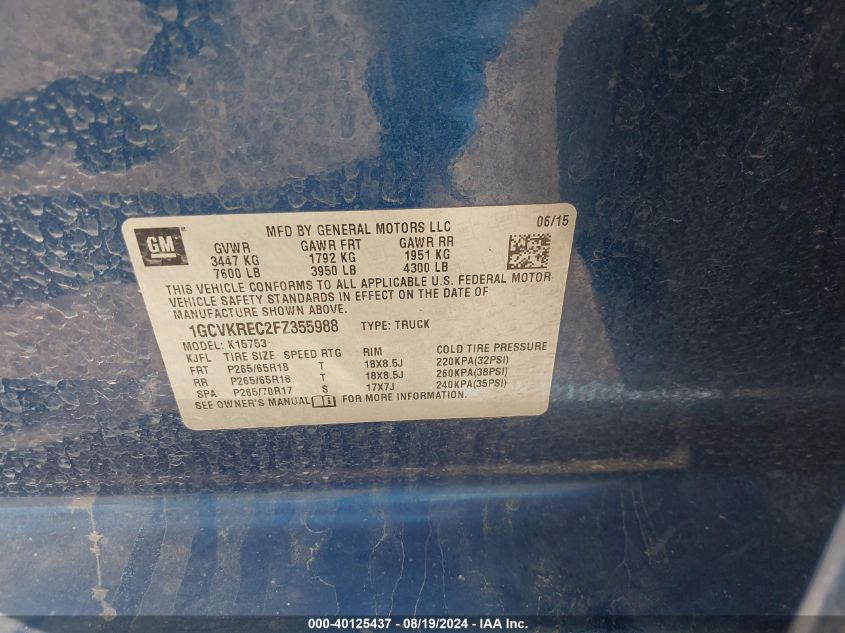 MFD BY GENERAL MOTORS LLC 06/15
GM
GVWR GAWR FRT GAWR RR
3447 KG 1792 KG 1951 KG
7600 LB 3950 LB 4300 LB
THIS VEHICLE CONFORMS TO ALL APPLICABLE U.S. FEDERAL MOTOR
VEHICLE SAFETY STANDARDS IN EFFECT ON THE DATE OF
MANUFACTURE SHOWN ABOVE.
1GCVKREC2FZ355988 TYPE: TRUCK
MODEL: K15753
KJFL TIRE SIZE SPEED RTG RIM COLD TIRE PRESSURE
FRT P265/65R18 T 18X8.5J 220KPA(32PSI)
RR P265/65R18 T 18X8.5J 260KPA(38PSI)
SPA P265/70R17 S 17X7J 240KPA(35PSI)
SEE OWNER'S MANUAL i FOR MORE INFORMATION.
000-40125437 - 08/19/2024 - IAA Inc.